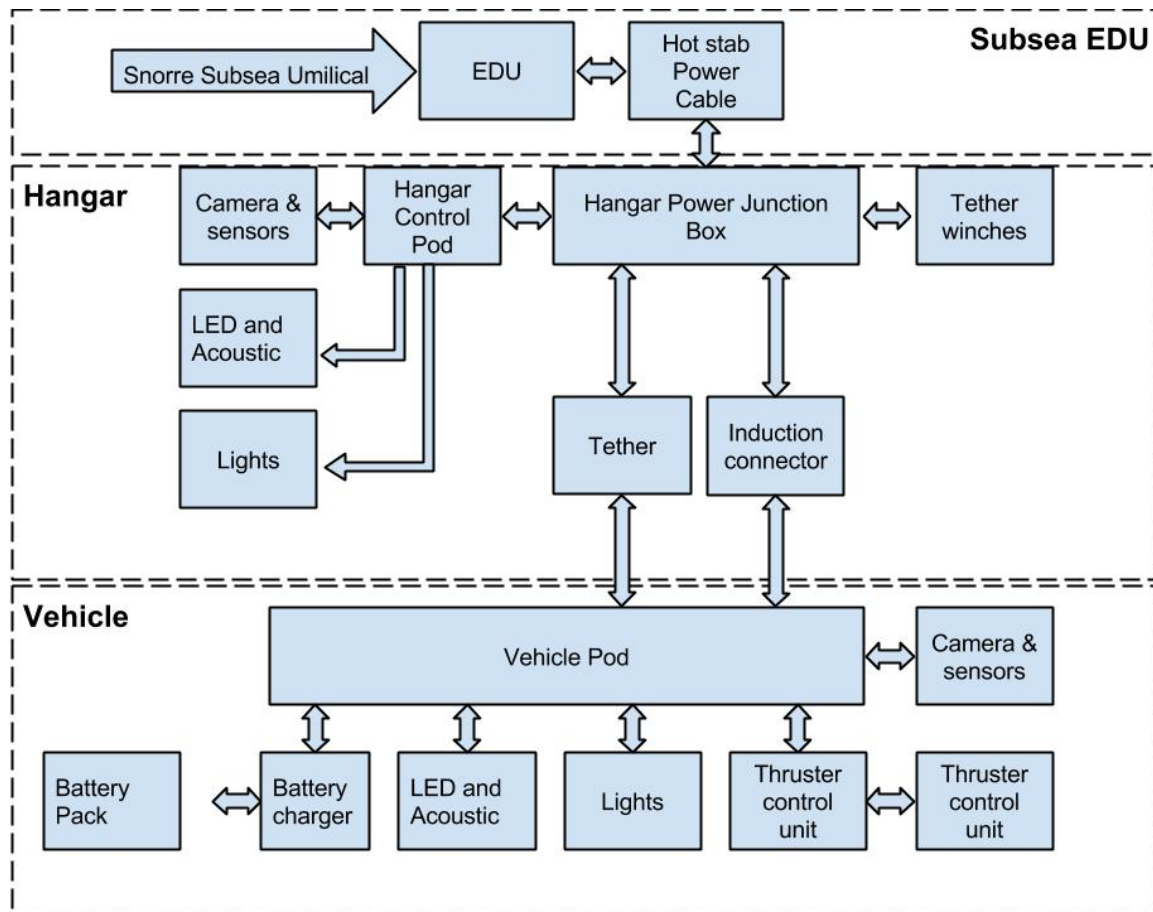 Subsea EDU
Snorre Subsea Umilical
EDU
Hot stab
Power
Cable
Hangar
Camera &
sensors
Hangar
Control
Pod
Hangar Power Junction
Box
Tether
winches
LED and
Acoustic
Lights
Tether
Induction
connector
Vehicle
Vehicle Pod
Camera &
sensors
Battery
Pack
Battery
charger
LED and
Acoustic
Lights
Thruster
control
unit
Thruster
control
unit